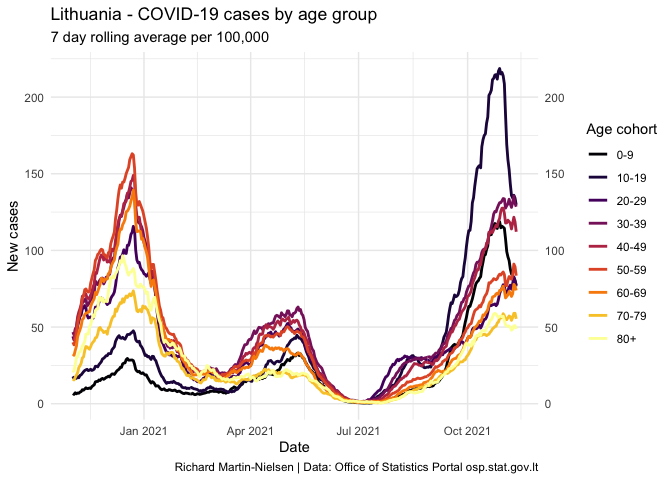 Lithuania - COVID-19 cases by age group
7 day rolling average per 100,000
New cases
200
150
100
50
0
200
150
100
50
0
Jan 2021
Apr 2021
Jul 2021
Oct 2021
Date
Age cohort
0-9
10-19
20-29
30-39
40-49
50-59
60-69
70-79
80+
Richard Martin-Nielsen | Data: Office of Statistics Portal osp.stat.gov.lt